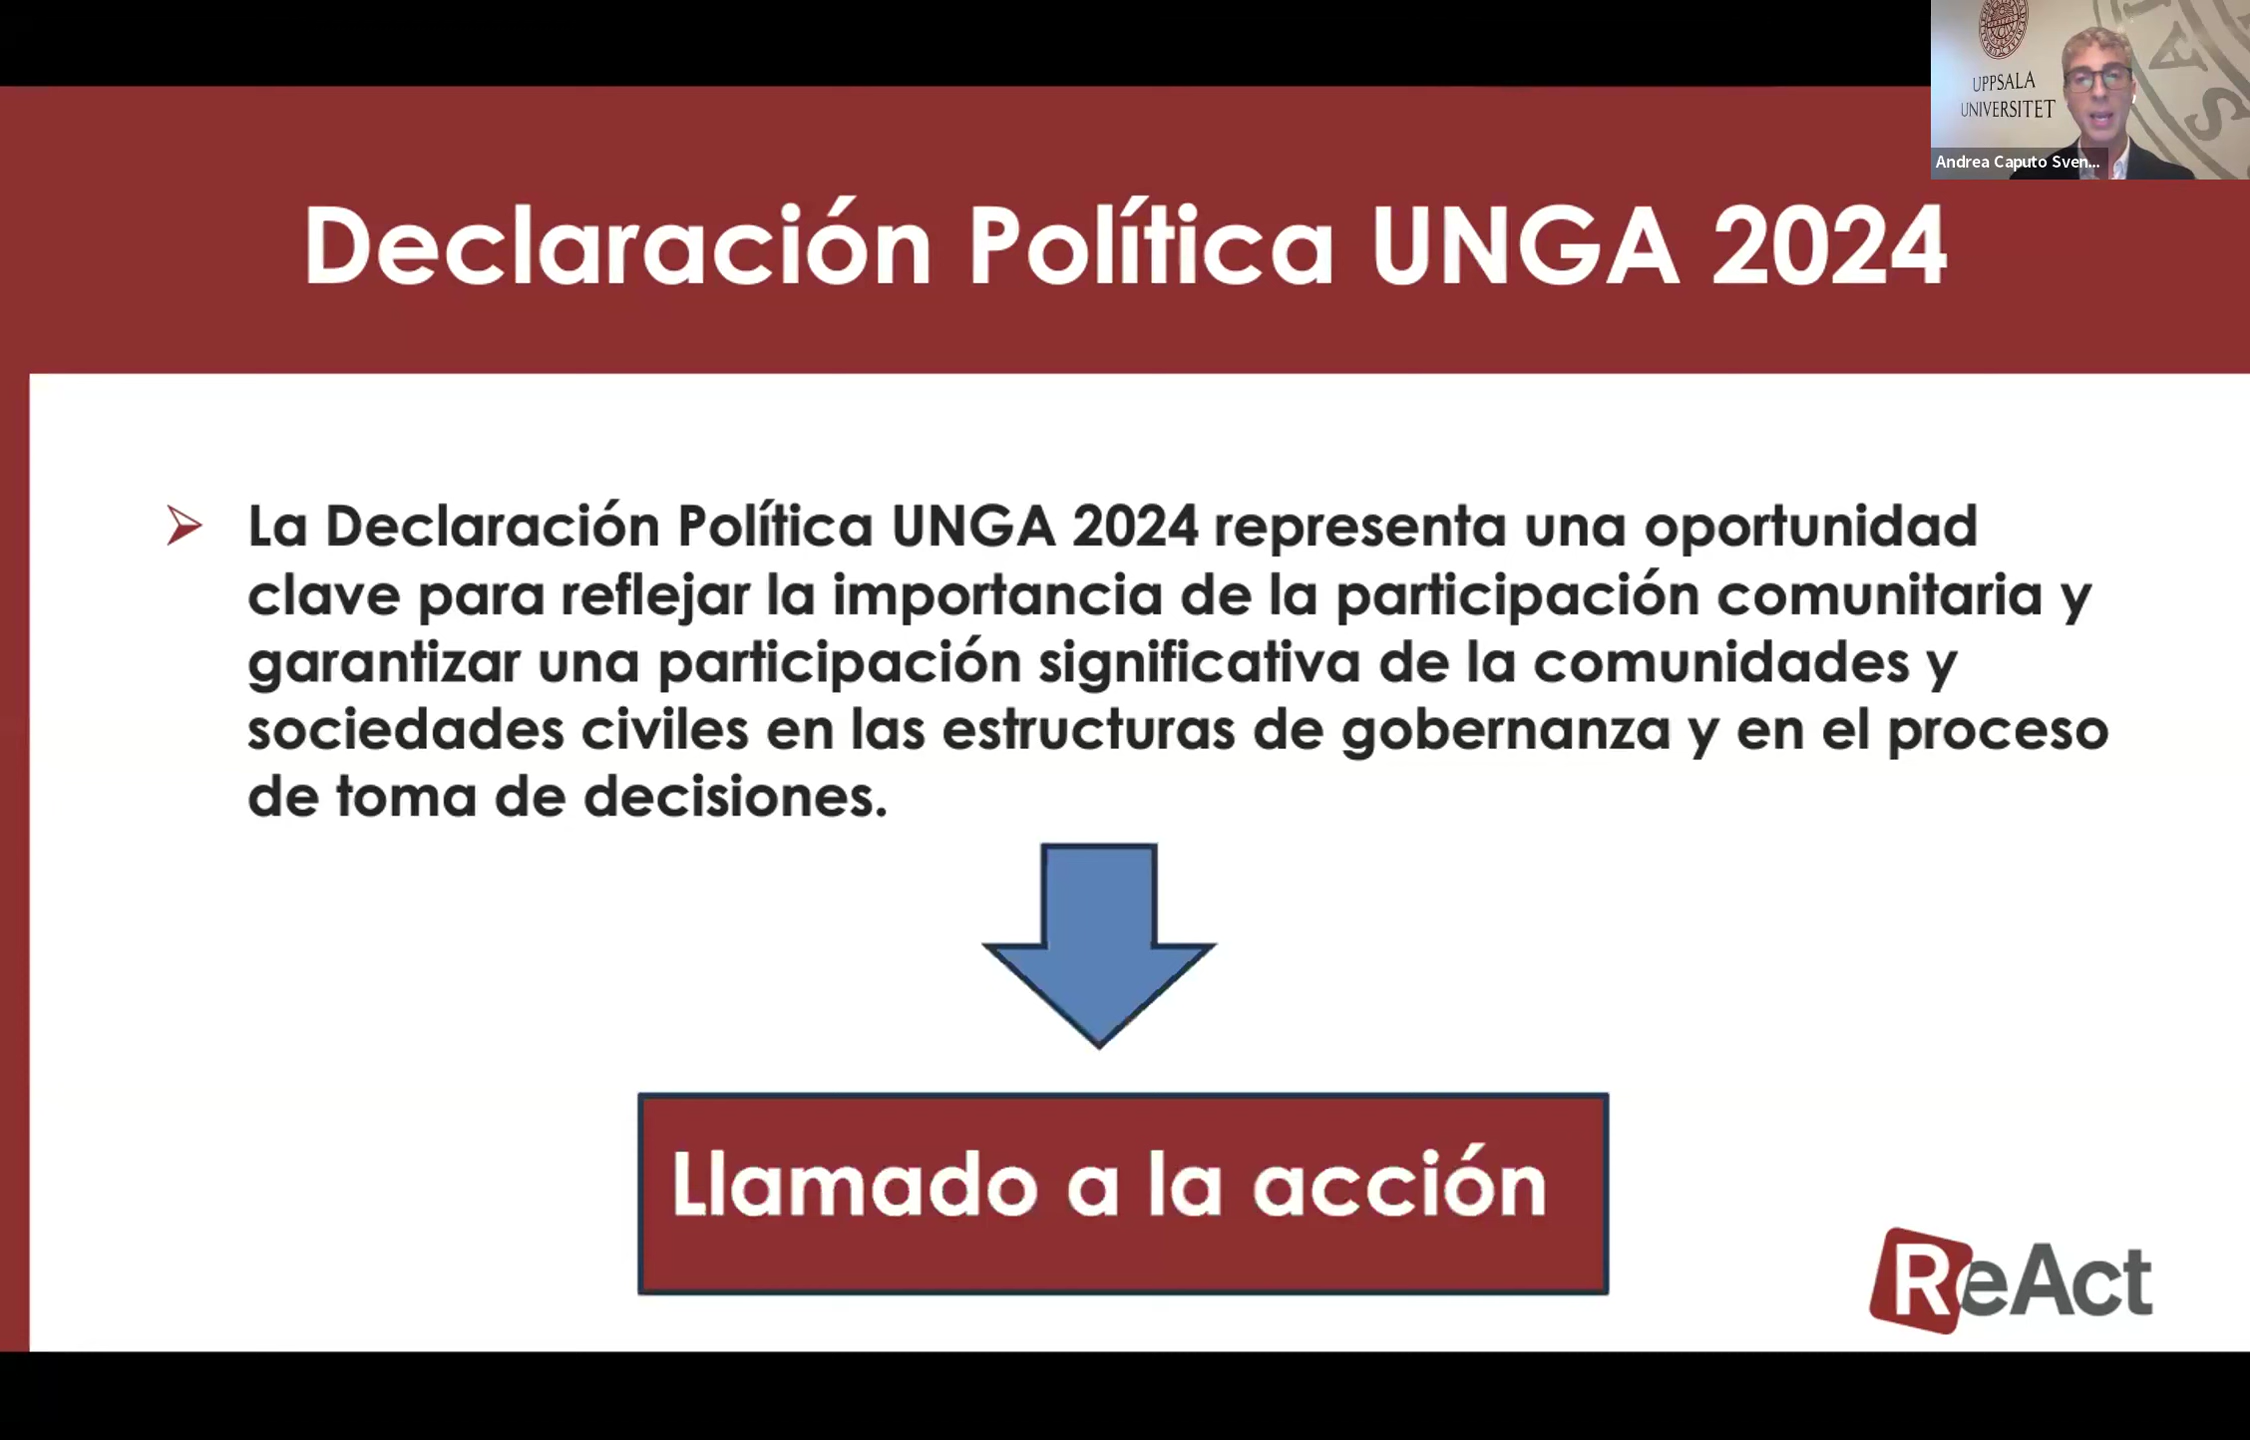 UPPSALA
UNIVERSITET
Andrea Caputo Sven...
Declaración Política UNGA 2024
La Declaración Política UNGA 2024 representa una oportunidad
clave para reflejar la importancia de la participación comunitaria y
garantizar una participación significativa de la comunidades y
sociedades civiles en las estructuras de gobernanza y en el proceso
de toma de decisiones.
Llamado a la acción
ReAct